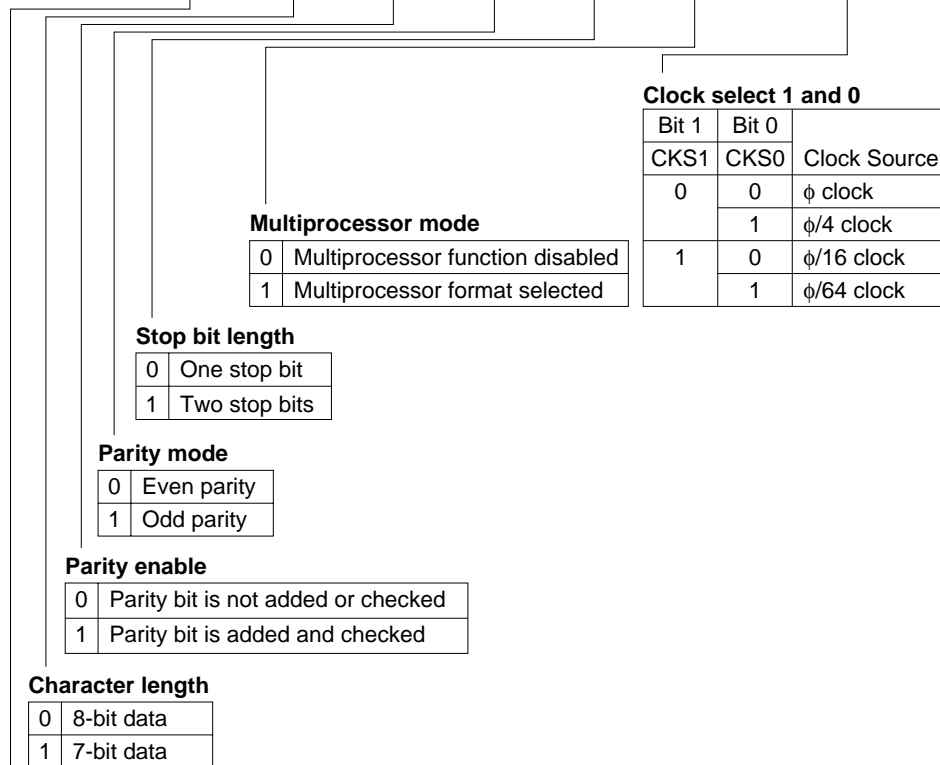 Clock select 1 and 0
Bit 1 Bit 0
CKS1 CKS0 Clock Source
0 0 ϕ clock
1 ϕ/4 clock
1 0 ϕ/16 clock
1 ϕ/64 clock
Multiprocessor mode
0 Multiprocessor function disabled
1 Multiprocessor format selected
Stop bit length
0 One stop bit
1 Two stop bits
Parity mode
0 Even parity
1 Odd parity
Parity enable
0 Parity bit is not added or checked
1 Parity bit is added and checked
Character length
0 8-bit data
1 7-bit data